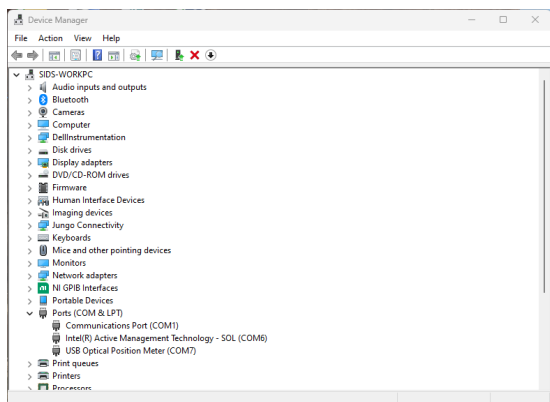 Device Manager
File Action View Help
SIDS-WORKPC
Audio inputs and outputs
Bluetooth
Cameras
Computer
DellInstrumentation
Disk drives
Display adapters
DVD/CD-ROM drives
Firmware
Human Interface Devices
Imaging devices
Jungo Connectivity
Keyboards
Mice and other pointing devices
Monitors
Network adapters
NI GPIB Interfaces
Portable Devices
Ports (COM & LPT)
Communications Port (COM1)
Intel(R) Active Management Technology - SOL (COM6)
USB Optical Position Meter (COM7)
Print queues
Printers
Processors